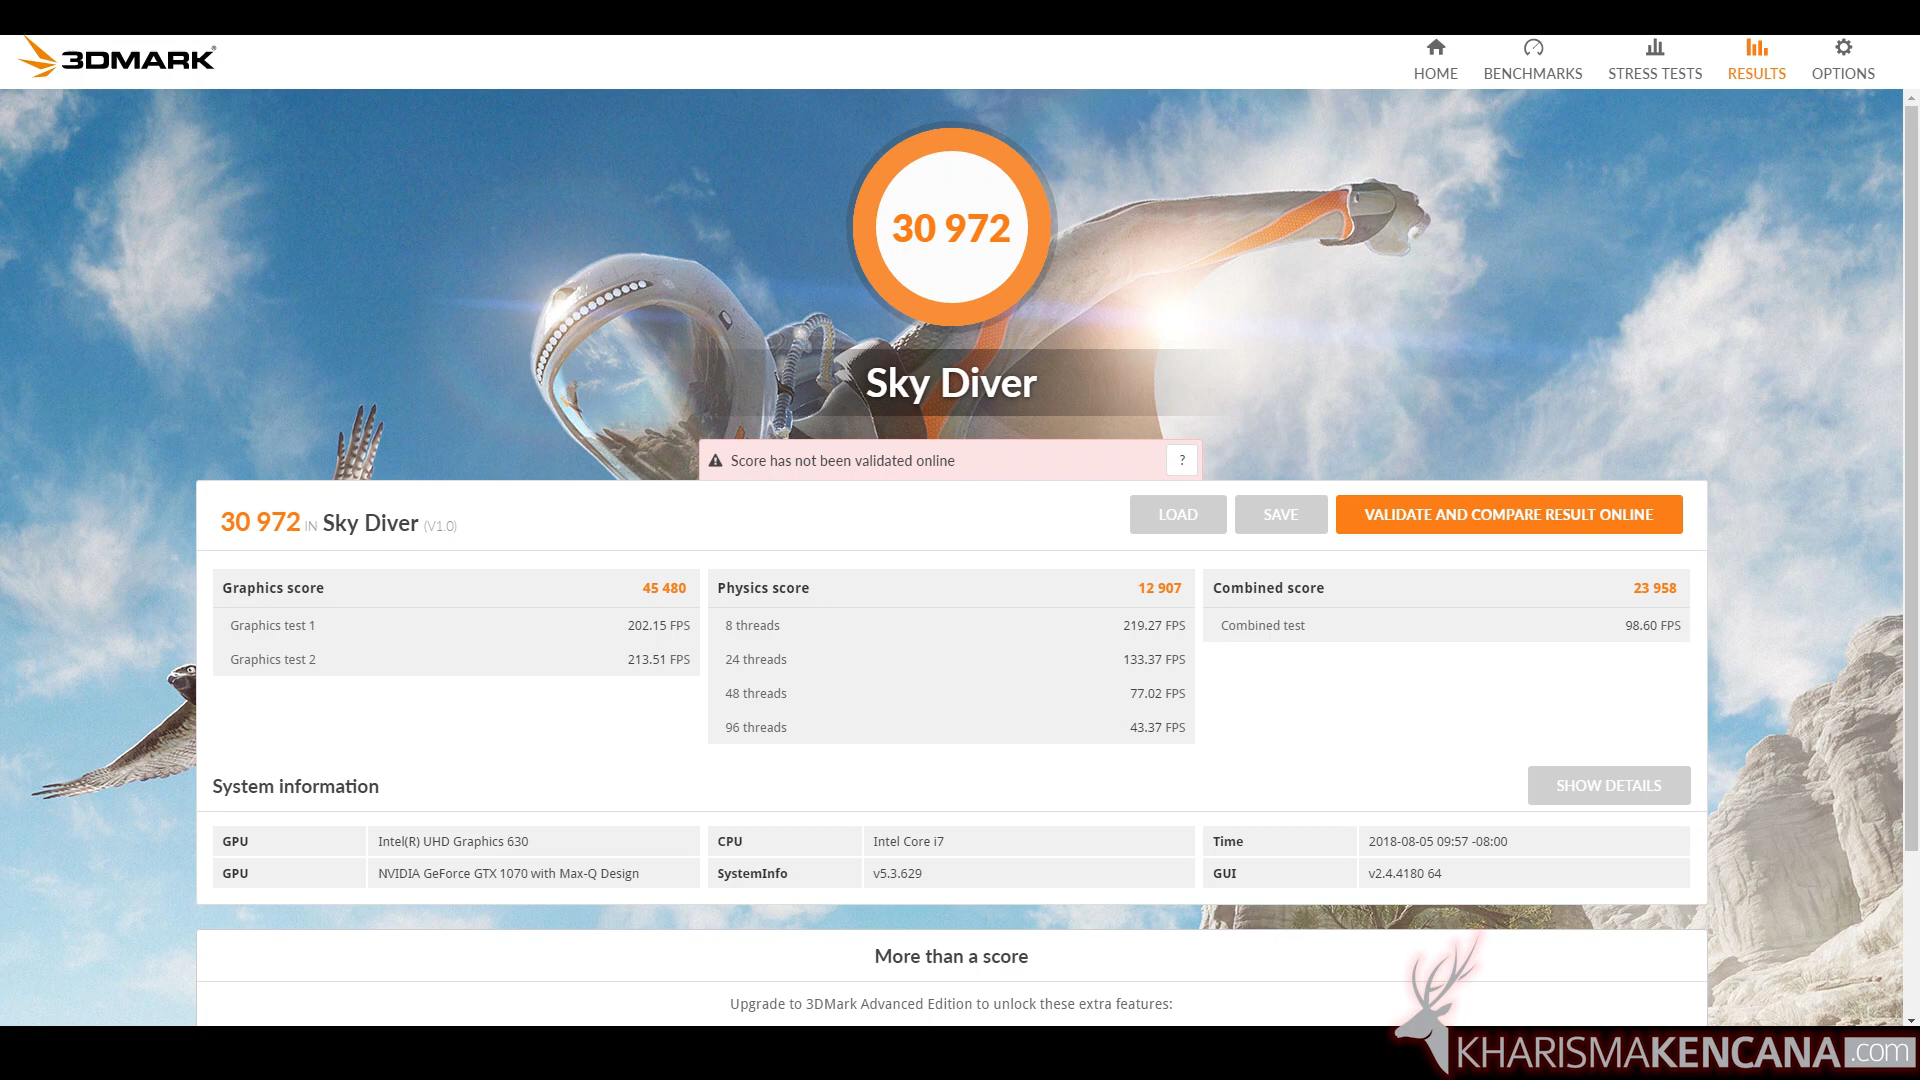 3DMARK®
HOME BENCHMARKS STRESS TESTS RESULTS OPTIONS
30 972
Sky Diver
Score has not been validated online ?
30 972 IN Sky Diver (V1.0) LOAD SAVE VALIDATE AND COMPARE RESULT ONLINE
Graphics score 45 480 Physics score 12 907 Combined score 23 958
Graphics test 1 202.15 FPS 8 threads 219.27 FPS Combined test 98.60 FPS
Graphics test 2 213.51 FPS 24 threads 133.37 FPS
48 threads 77.02 FPS
96 threads 43.37 FPS
System information SHOW DETAILS
GPU Intel(R) UHD Graphics 630 CPU Intel Core i7 Time 2018-08-05 09:57 -08:00
GPU NVIDIA GeForce GTX 1070 with Max-Q Design SystemInfo v5.3.629 GUI v2.4.4180 64
More than a score
Upgrade to 3DMark Advanced Edition to unlock these extra features:
KHARISMAKENCANA.com